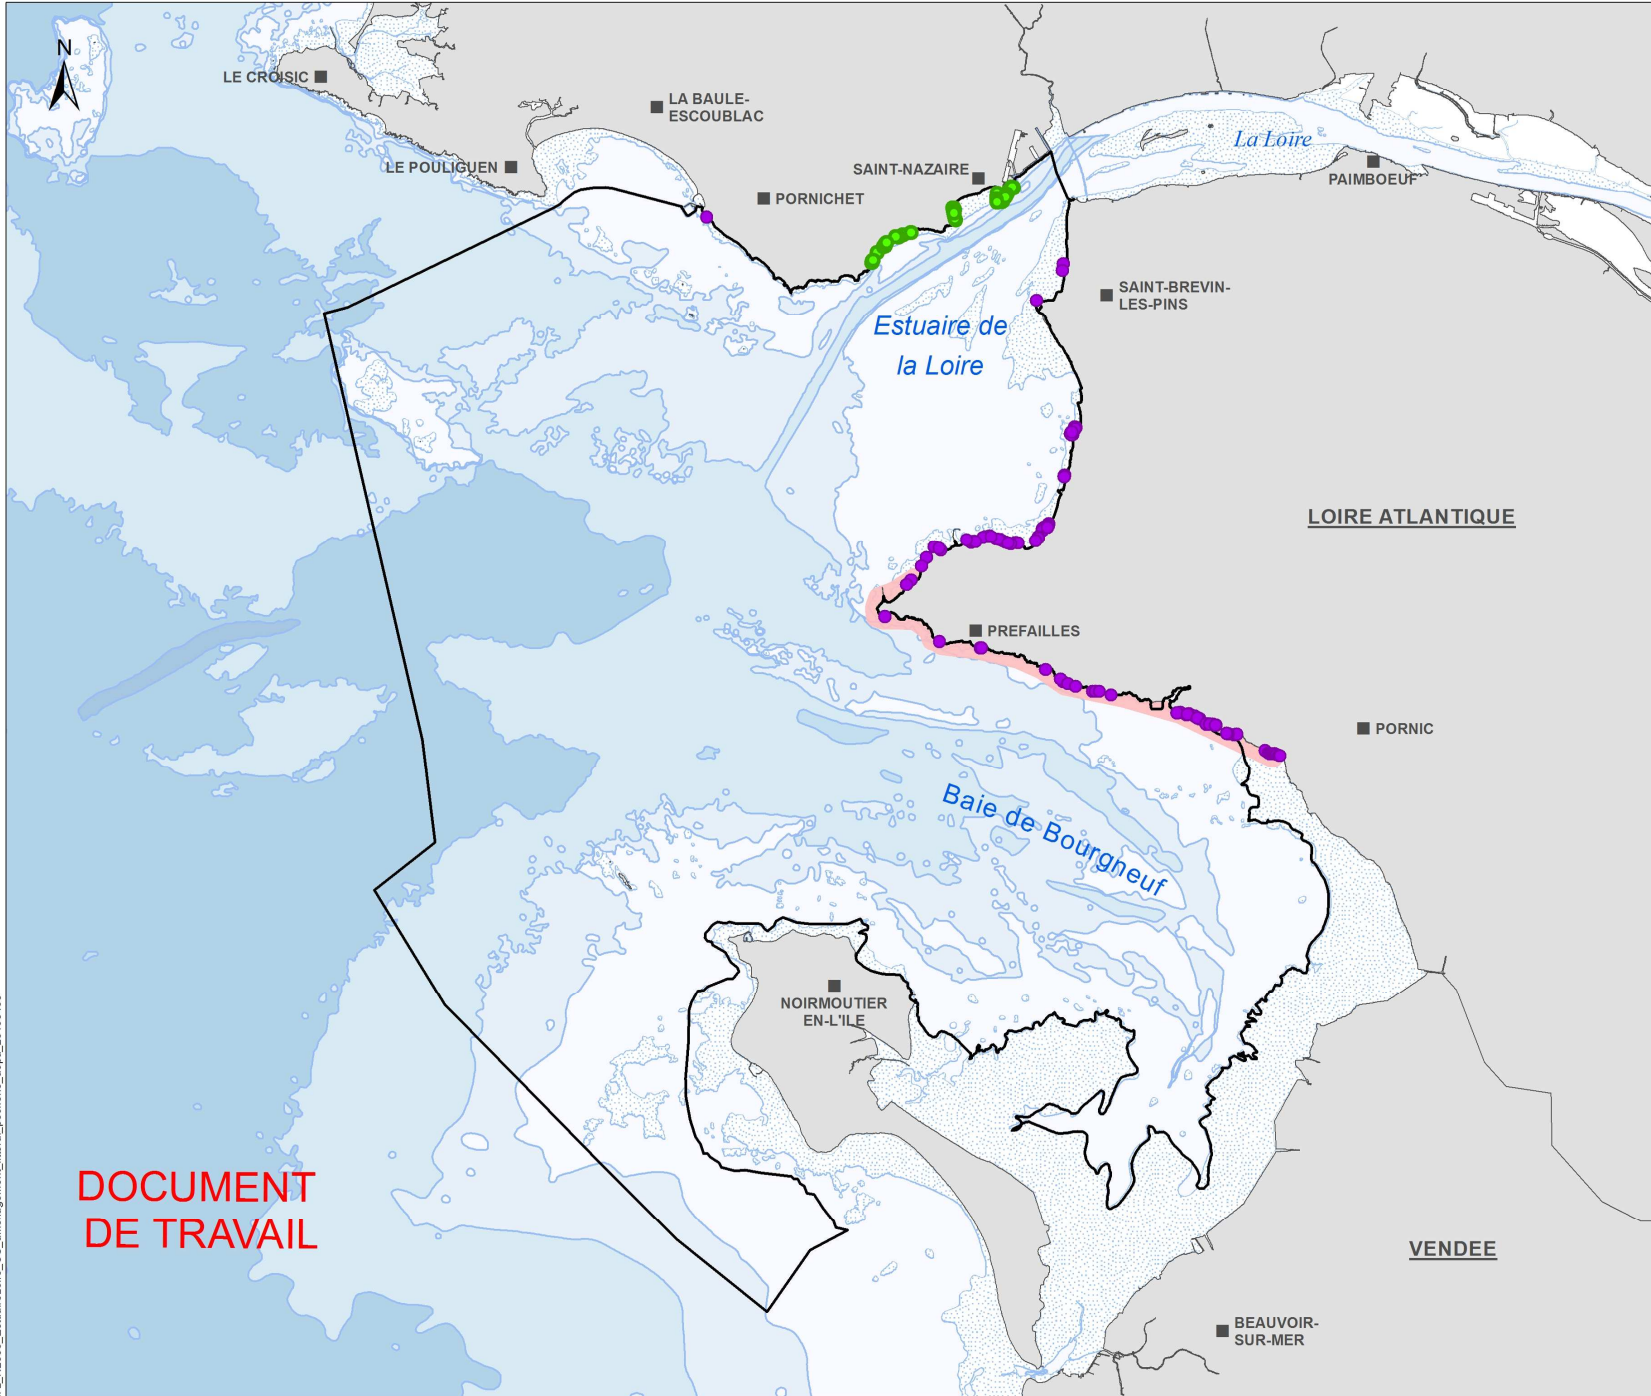 N
LE CROISIC
LA BAULE-
ESCOUBLAC
LE POULIGUEN
SAINT-NAZAIRE
PORNICHET
La Loire
PAIMBOEUF
SAINT-BREVIN-
LES-PINS
Estuaire de
la Loire
LOIRE ATLANTIQUE
PREFAILLES
PORNIC
Baie de Bourgneuf
NOIRMOUTIER
EN-L'ILE
DOCUMENT
DE TRAVAIL
VENDEE
BEAUVOIR-
SUR-MER